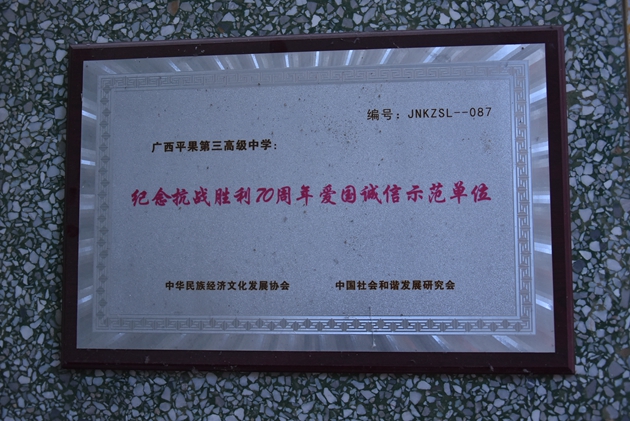 编号：JNKZSL--087
广西平果第三高级中学：
纪念抗战胜利70周年爱国诚信示范单位
中华民族经济文化发展协会 中国社会和谐发展研究会